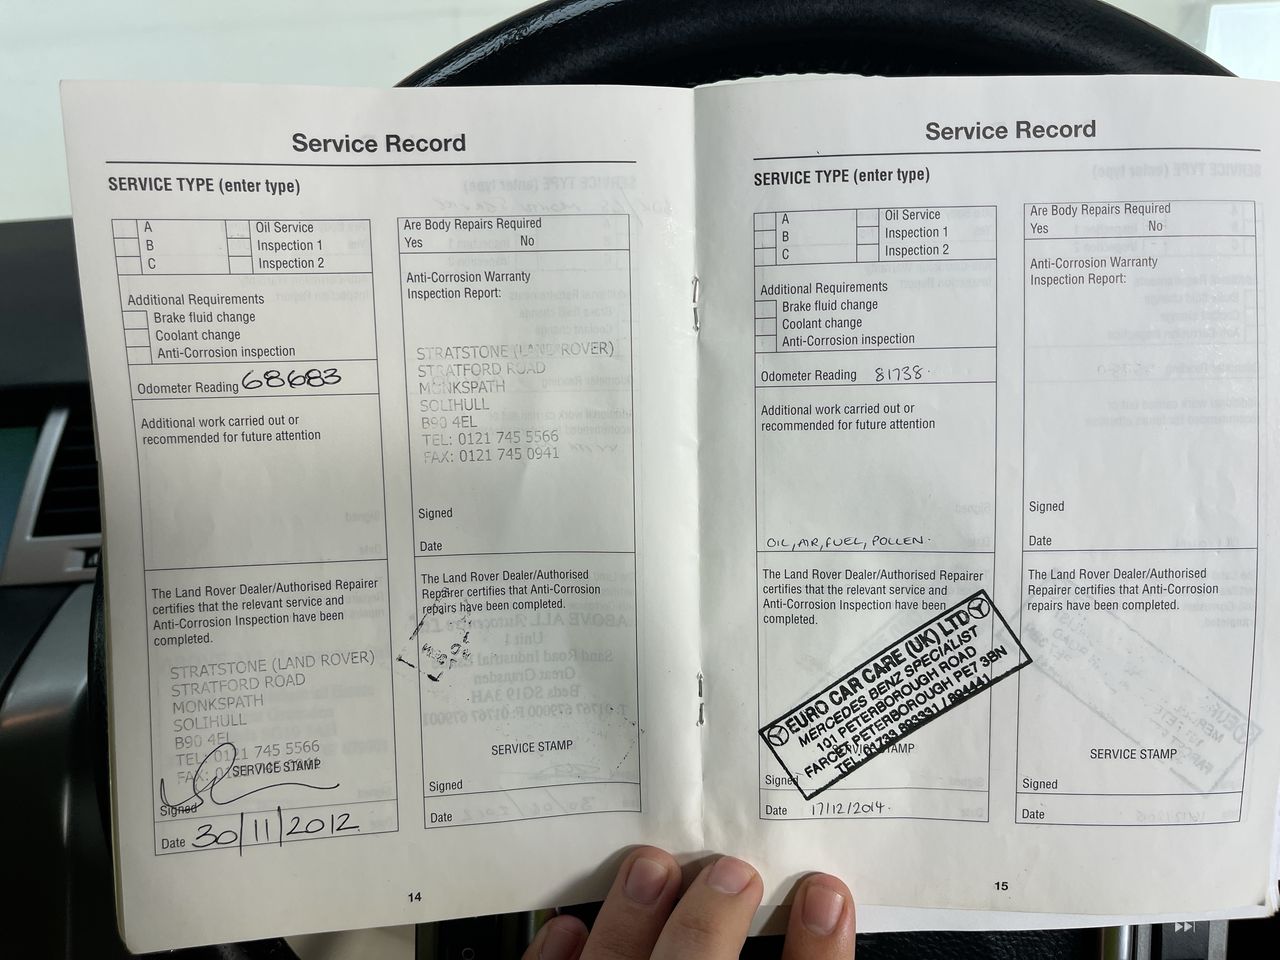 Service Record
SERVICE TYPE (enter type)
A
B
C
Oil Service
Inspection 1
Inspection 2
Additional Requirements
Brake fluid change
Coolant change
Anti-Corrosion inspection
Odometer Reading 68683
Additional work carried out or
recommended for future attention
The Land Rover Dealer/Authorised Repairer
certifies that the relevant service and
Anti-Corrosion Inspection have been
completed.
STRATSTONE (LAND ROVER)
STRATFORD ROAD
MONKSPATH
SOLIHULL
B90 4EL
TEL: 0121 745 5566
FAX: 0121 745 0941
SERVICE STAMP
Signed
Date 30/11/2012
Are Body Repairs Required
Yes No
Anti-Corrosion Warranty
Inspection Report:
STRATSTONE (LAND ROVER)
STRATFORD ROAD
MONKSPATH
SOLIHULL
B90 4EL
TEL: 0121 745 5566
FAX: 0121 745 0941
Signed
Date
The Land Rover Dealer/Authorised
Repairer certifies that Anti-Corrosion
repairs have been completed.
SERVICE STAMP
Signed
Date
14
Service Record
SERVICE TYPE (enter type)
A
B
C
Oil Service
Inspection 1
Inspection 2
Additional Requirements
Brake fluid change
Coolant change
Anti-Corrosion inspection
Odometer Reading 81738.
Additional work carried out or
recommended for future attention
OIL, AIR, FUEL, POLLEN.
The Land Rover Dealer/Authorised Repairer
certifies that the relevant service and
Anti-Corrosion Inspection have been
completed.
EURO CAR CARE (UK) LTD
MERCEDES BENZ SPECIALIST
101 PETERBOROUGH ROAD
FARCET PETERBOROUGH PE7 3BN
SERVICE STAMP
Signed
Date 17/12/2014.
Are Body Repairs Required
Yes No
Anti-Corrosion Warranty
Inspection Report:
Signed
Date
The Land Rover Dealer/Authorised
Repairer certifies that Anti-Corrosion
repairs have been completed.
SERVICE STAMP
Signed
Date
15